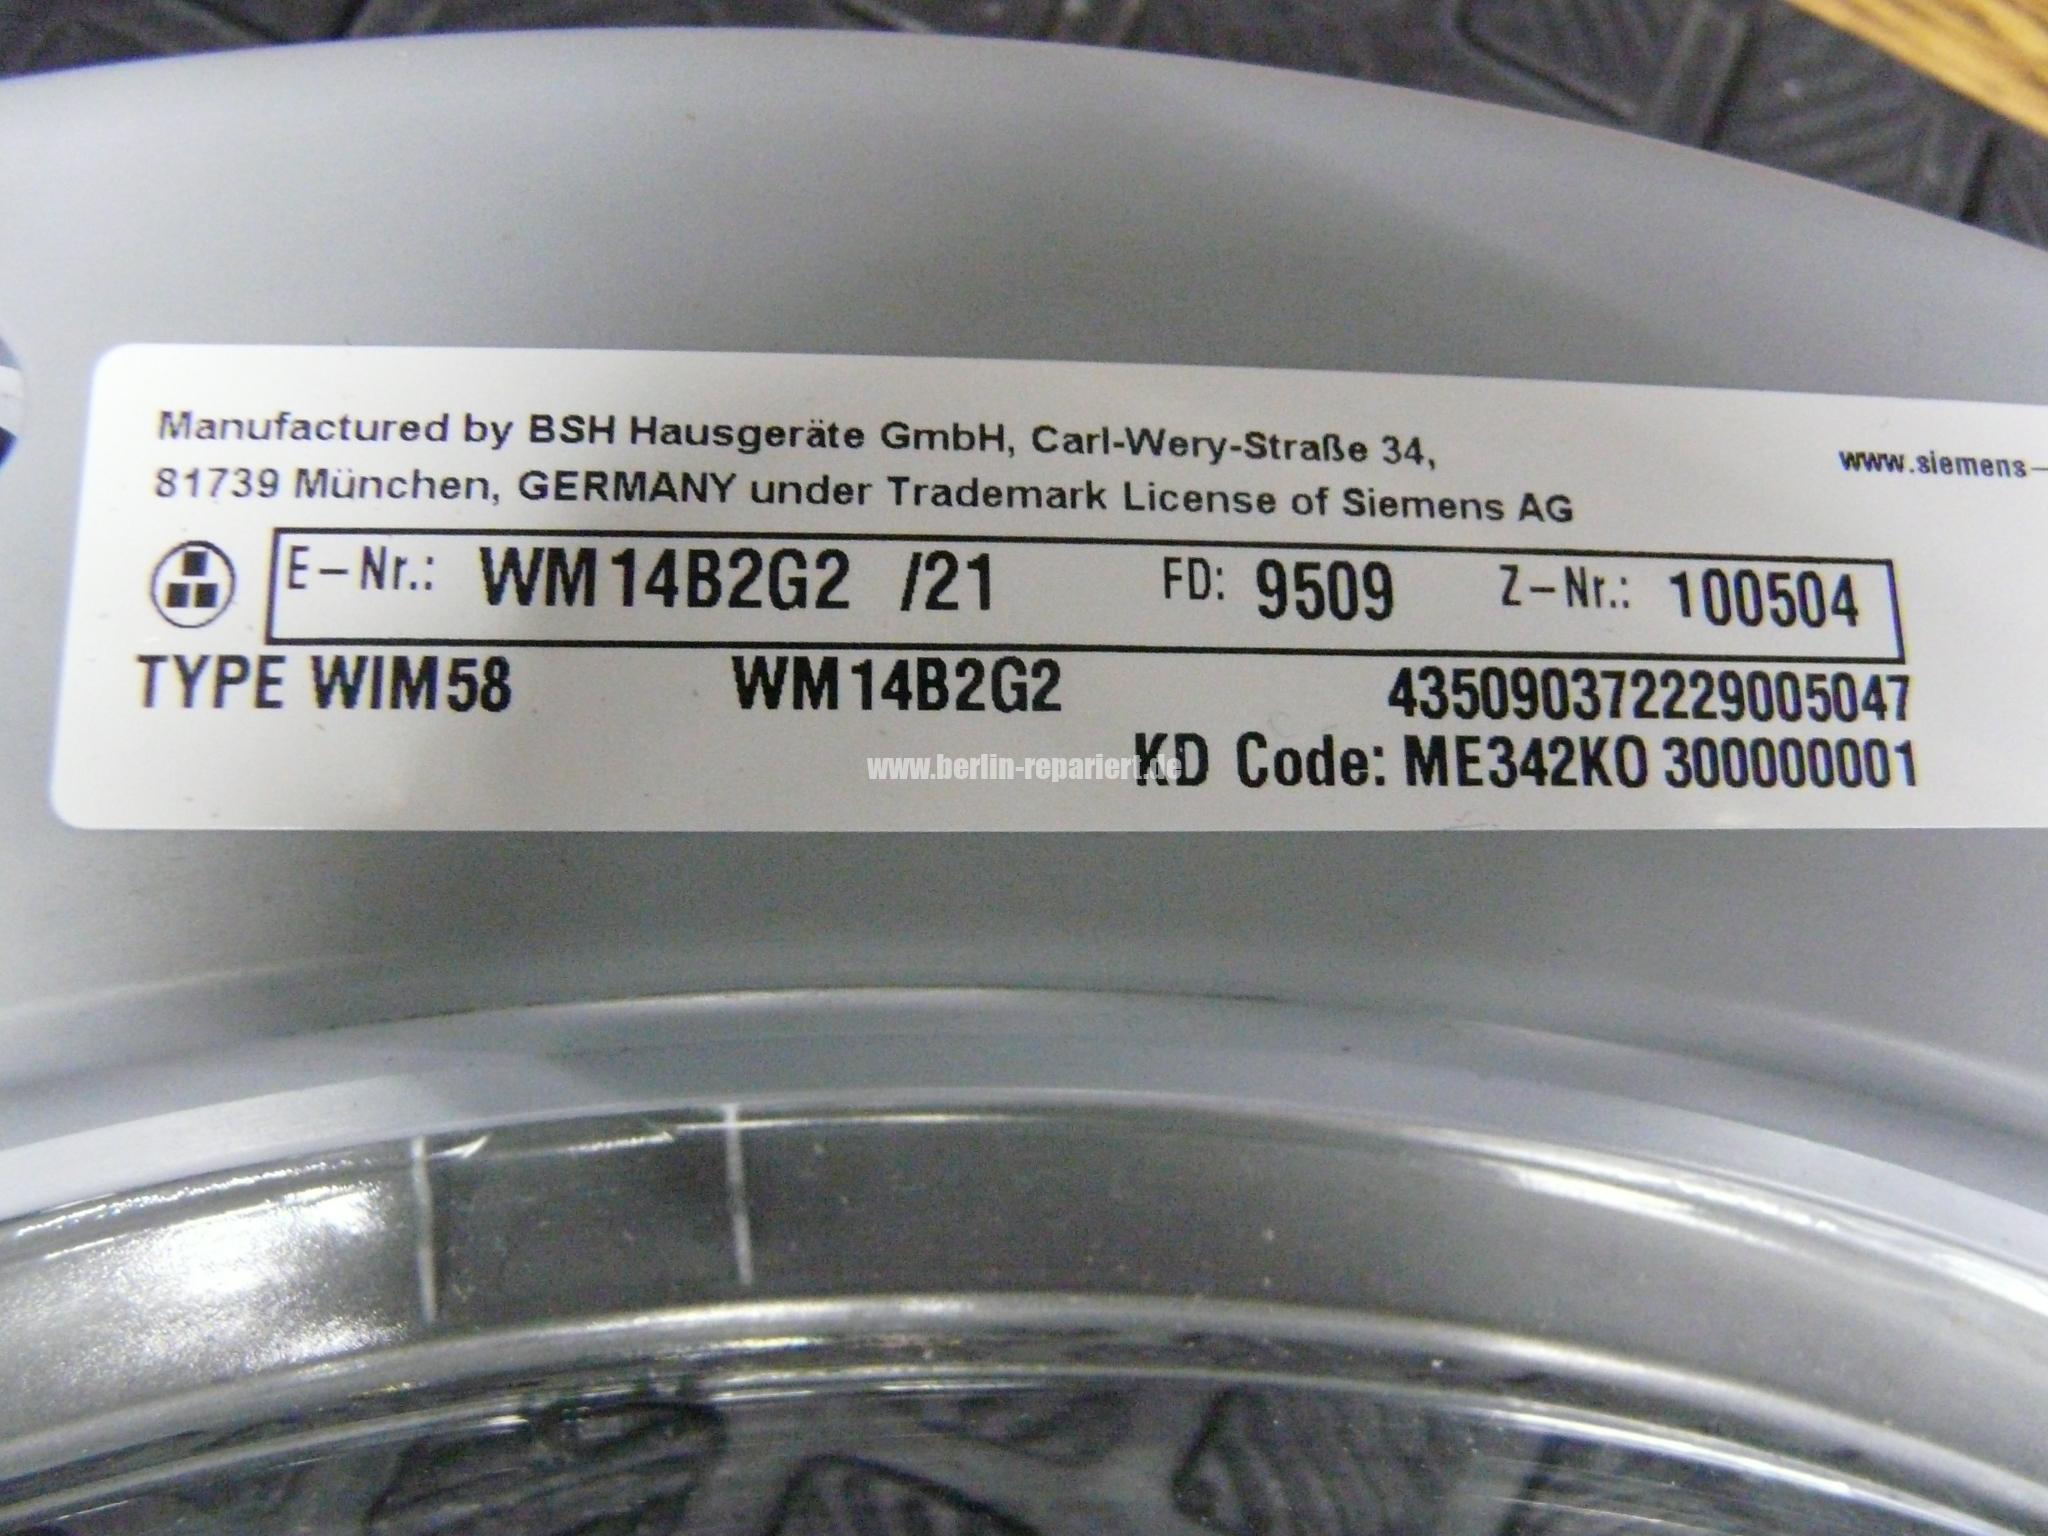 Manufactured by BSH Hausgeräte GmbH, Carl-Wery-Straße 34,
81739 München, GERMANY under Trademark License of Siemens AG
www.siemens-
E-Nr.: WM14B2G2 /21 FD: 9509 Z-Nr.: 100504
TYPE WIM58 WM14B2G2 435090372229005047
KD Code: ME342KO 300000001
www.berlin-repariert.de